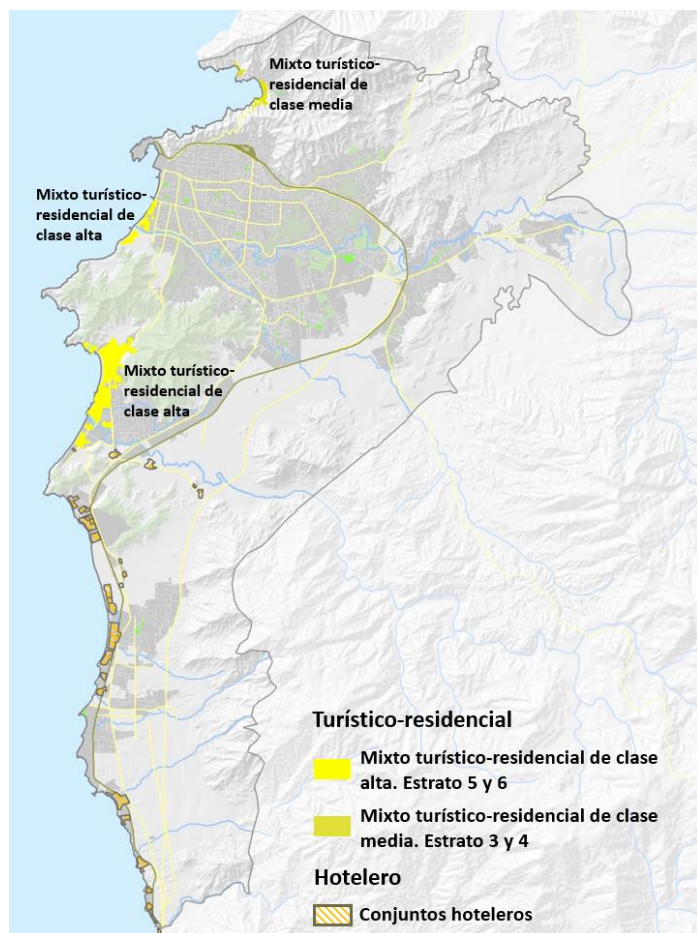 Mixto turístico-
residencial de
clase media
Mixto turístico-
residencial de
clase alta
Mixto turístico-
residencial de
clase alta
Turístico-residencial
Mixto turístico-residencial de clase
alta. Estrato 5 y 6
Mixto turístico-residencial de clase
media. Estrato 3 y 4
Hotelero
Conjuntos hoteleros